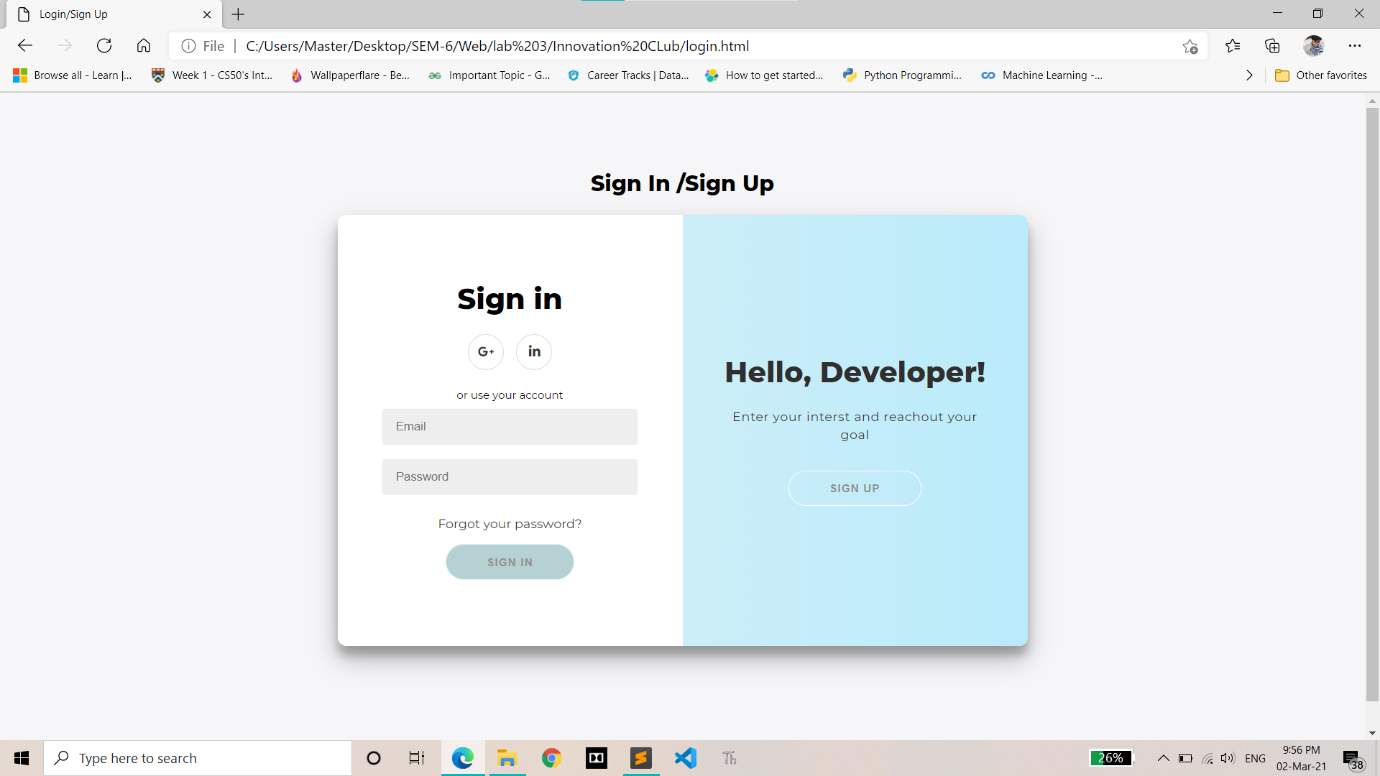 Login/Sign Up
File | C:/Users/Master/Desktop/SEM-6/Web/lab%203/Innovation%20CLub/login.html
Browse all - Learn |... Week 1 - CS50's Int... Wallpaperflare - Be... Important Topic - G... Career Tracks | Data... How to get started... Python Programmi... Machine Learning -... Other favorites
Sign In /Sign Up
Sign in
G+ in
or use your account
Email
Password
Forgot your password?
SIGN IN
Hello, Developer!
Enter your interst and reachout your
goal
SIGN UP
Type here to search
Th
26%
ENG
9:56 PM
02-Mar-21
38